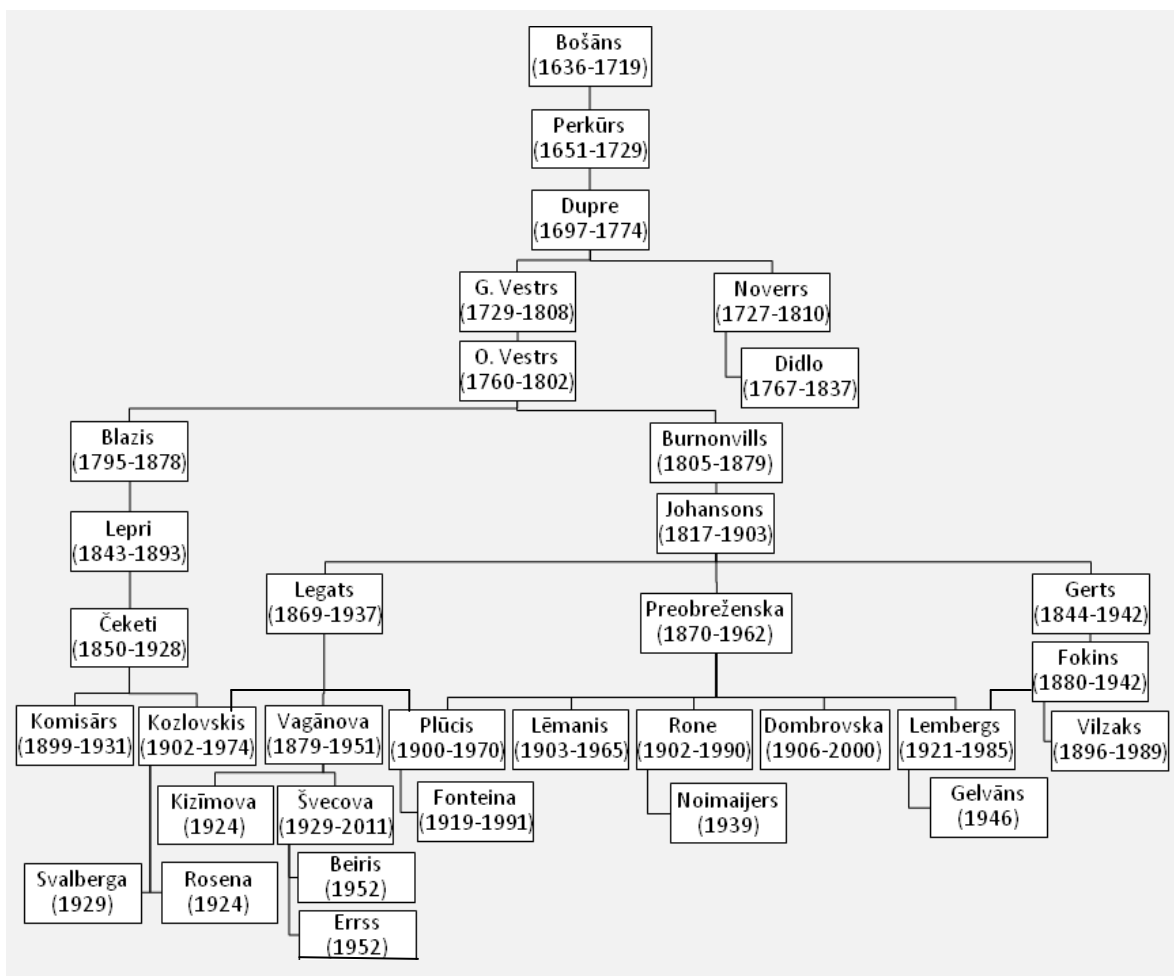 Bošāns
(1636-1719)
Perkūrs
(1651-1729)
Dupre
(1697-1774)
G. Vestrs
(1729-1808)
Noverrs
(1727-1810)
O. Vestrs
(1760-1802)
Didlo
(1767-1837)
Blazis
(1795-1878)
Burnonvills
(1805-1879)
Lepri
(1843-1893)
Johansons
(1817-1903)
Legats
(1869-1937)
Preobreženska
(1870-1962)
Gerts
(1844-1942)
Čeketi
(1850-1928)
Fokins
(1880-1942)
Komisārs
(1899-1931)
Kozlovskis
(1902-1974)
Vagānova
(1879-1951)
Plūcis
(1900-1970)
Lēmanis
(1903-1965)
Rone
(1902-1990)
Dombrovska
(1906-2000)
Lembergs
(1921-1985)
Vilzaks
(1896-1989)
Kizīmova
(1924)
Švecova
(1929-2011)
Fonteina
(1919-1991)
Noimaijers
(1939)
Gelvāns
(1946)
Svalberga
(1929)
Rosena
(1924)
Beiris
(1952)
Errss
(1952)